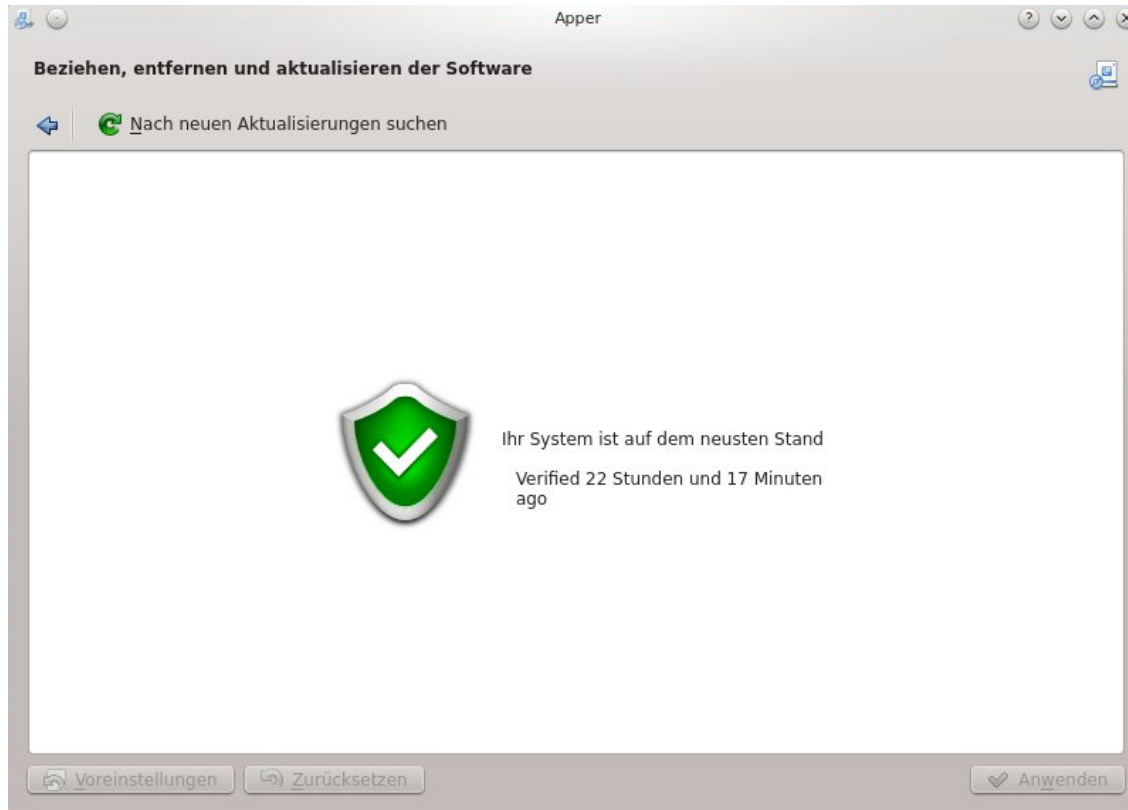 Apper
Beziehen, entfernen und aktualisieren der Software
Nach neuen Aktualisierungen suchen
Ihr System ist auf dem neusten Stand
Verified 22 Stunden und 17 Minuten
ago
Voreinstellungen
Zurücksetzen
Anwenden